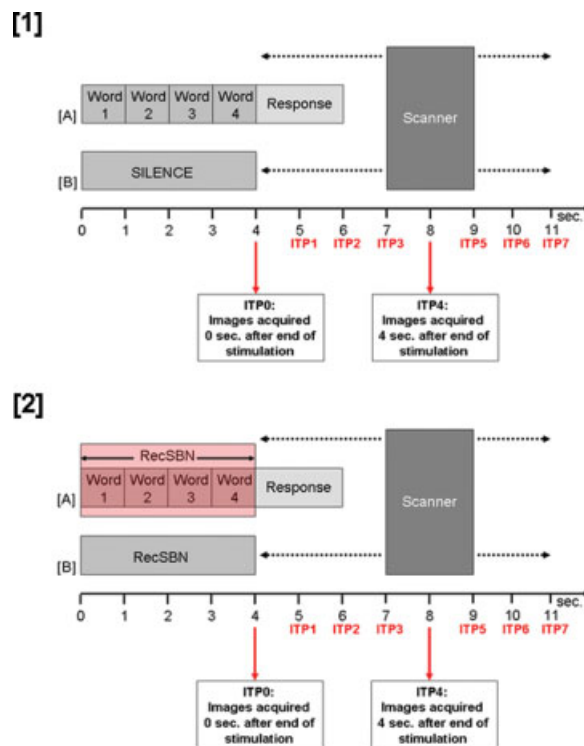 [1]
Word Word Word Word
1 2 3 4
Response
[A]
Scanner
SILENCE
[B]
0 1 2 3 4 5 6 7 8 9 10 11 sec.
ITP1 ITP2 ITP3 ITP5 ITP6 ITP7
ITP0:
Images acquired
0 sec. after end of
stimulation
ITP4:
Images acquired
4 sec. after end of
stimulation
[2]
RecSBN
Word Word Word Word
1 2 3 4
Response
[A]
Scanner
RecSBN
[B]
0 1 2 3 4 5 6 7 8 9 10 11 sec.
ITP1 ITP2 ITP3 ITP5 ITP6 ITP7
ITP0:
Images acquired
0 sec. after end of
stimulation
ITP4:
Images acquired
4 sec. after end of
stimulation